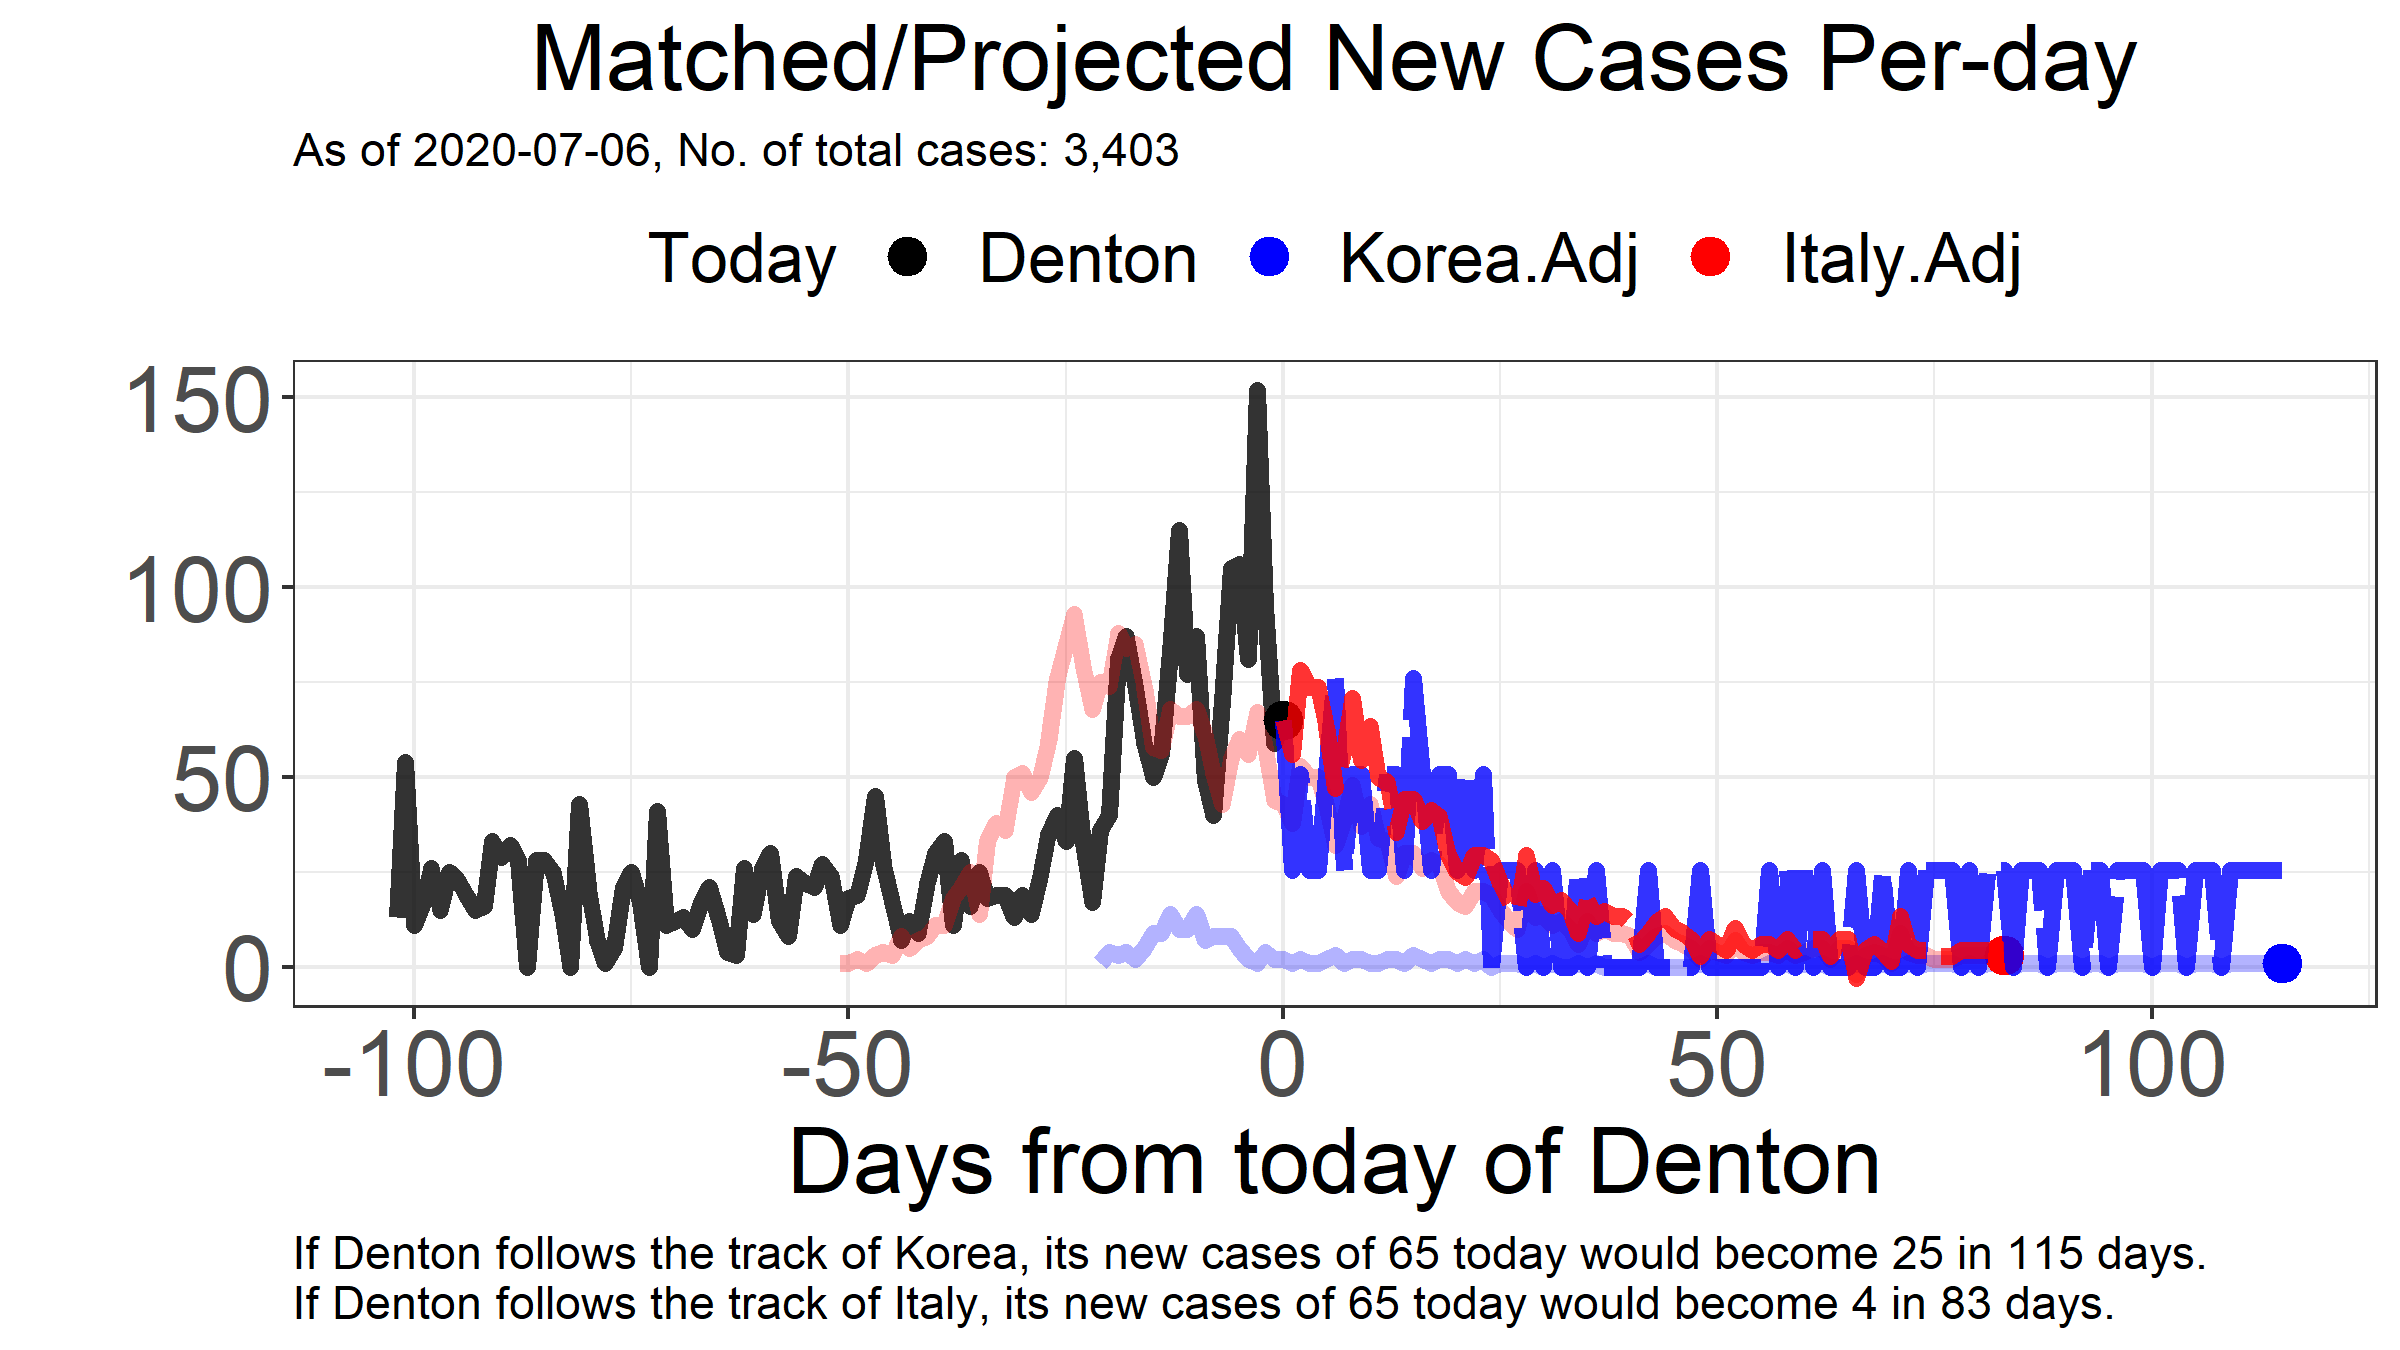 Matched/Projected New Cases Per-day
As of 2020-07-06, No. of total cases: 3,403
Today Denton Korea.Adj Italy.Adj
150
100
50
0
-100 -50 0 50 100
Days from today of Denton
If Denton follows the track of Korea, its new cases of 65 today would become 25 in 115 days.
If Denton follows the track of Italy, its new cases of 65 today would become 4 in 83 days.